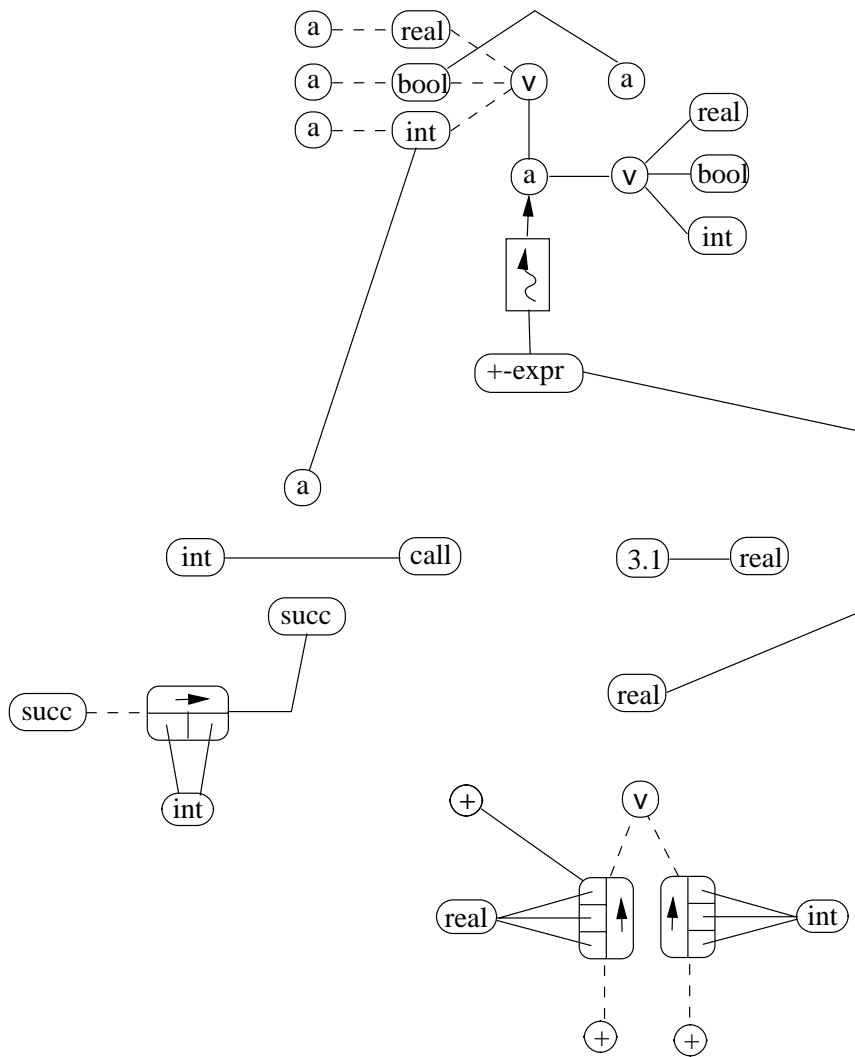 a real
a bool v a
a int
real
a v bool
int
+-expr
a
int call 3.1 real
succ
succ real
int
+ v
real int
+ +